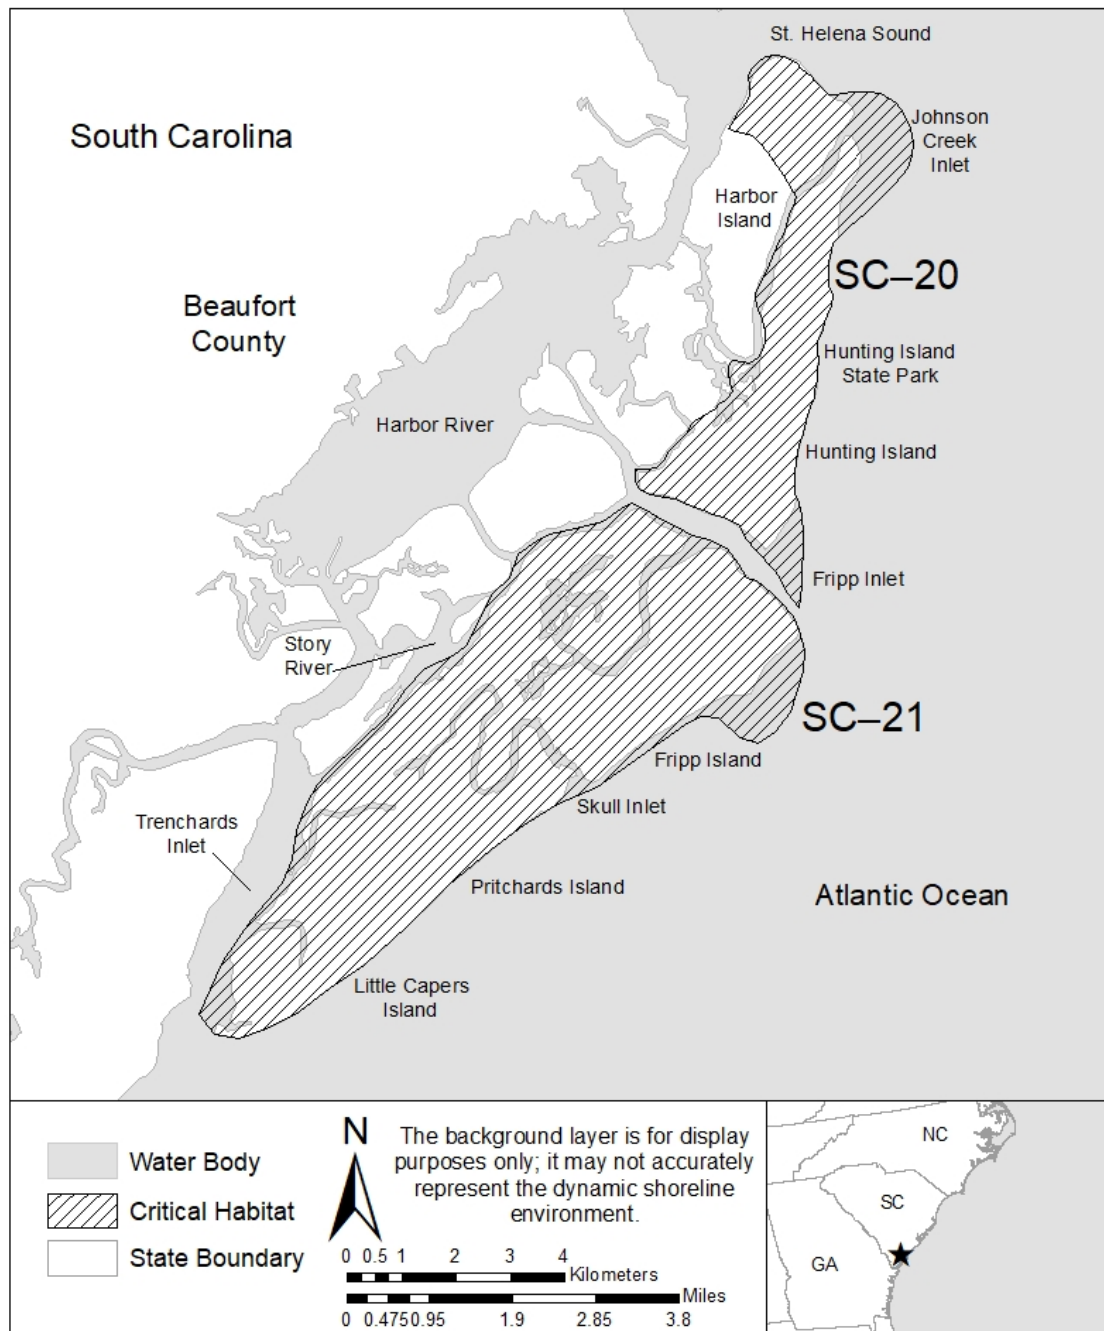 St. Helena Sound
South Carolina
Johnson
Creek
Inlet
Harbor
Island
SC–20
Beaufort
County
Hunting Island
State Park
Harbor River
Hunting Island
Fripp Inlet
Story
River
SC–21
Fripp Island
Skull Inlet
Trenchards
Inlet
Pritchards Island
Atlantic Ocean
Little Capers
Island
Water Body
Critical Habitat
State Boundary
N
The background layer is for display
purposes only; it may not accurately
represent the dynamic shoreline
environment.
0 0.5 1 2 3 4
Kilometers
Miles
0 0.475 0.95 1.9 2.85 3.8
NC
SC
GA